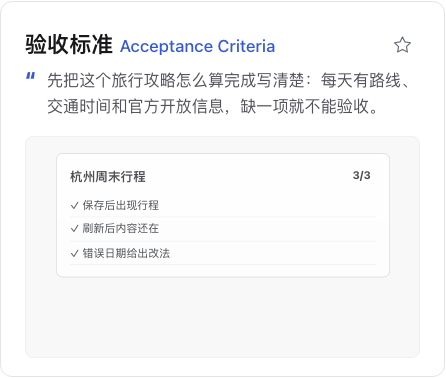 验收标准 Acceptance Criteria
“ 先把这个旅行攻略怎么算完成写清楚：每天有路线、
交通时间和官方开放信息，缺一项就不能验收。
杭州周末行程 3/3
✓ 保存后出现行程
✓ 刷新后内容还在
✓ 错误日期给出改法